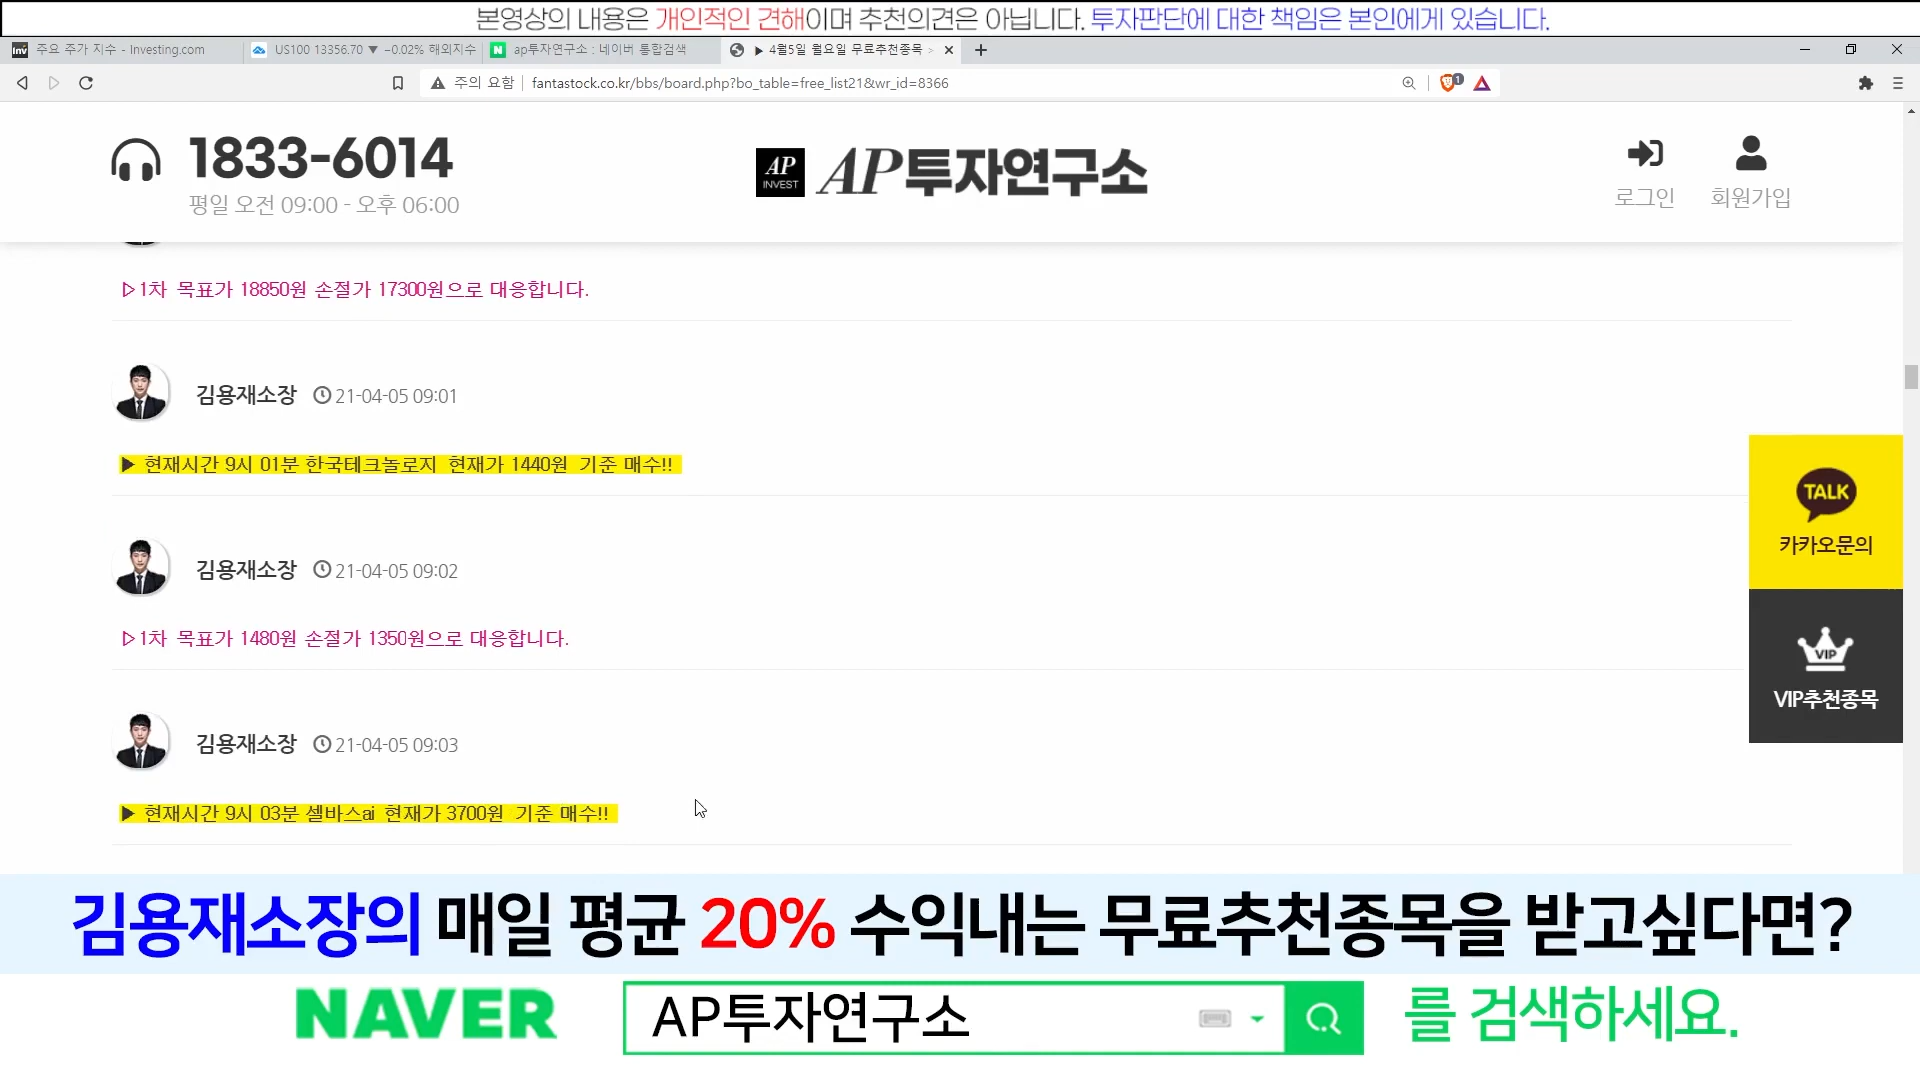 본영상의 내용은 개인적인 견해이며 추천의견은 아닙니다. 투자판단에 대한 책임은 본인에게 있습니다.
Inv 주요 주가 지수 - Investing.com
US100 13356.70 ▼ −0.02% 해외지수
N ap투자연구소 : 네이버 통합검색
▶ 4월5일 월요일 무료추천종목 >
주의 요함
fantastock.co.kr/bbs/board.php?bo_table=free_list21&wr_id=8366
1
1833-6014
평일 오전 09:00 - 오후 06:00
AP INVEST
AP투자연구소
로그인
회원가입
▷1차 목표가 18850원 손절가 17300원으로 대응합니다.
김용재소장 21-04-05 09:01
▶ 현재시간 9시 01분 한국테크놀로지 현재가 1440원 기준 매수!!
김용재소장 21-04-05 09:02
▷1차 목표가 1480원 손절가 1350원으로 대응합니다.
김용재소장 21-04-05 09:03
▶ 현재시간 9시 03분 셀바스ai 현재가 3700원 기준 매수!!
TALK
카카오문의
VIP
VIP추천종목
김용재소장의 매일 평균 20% 수익내는 무료추천종목을 받고싶다면?
NAVER AP투자연구소 를 검색하세요.